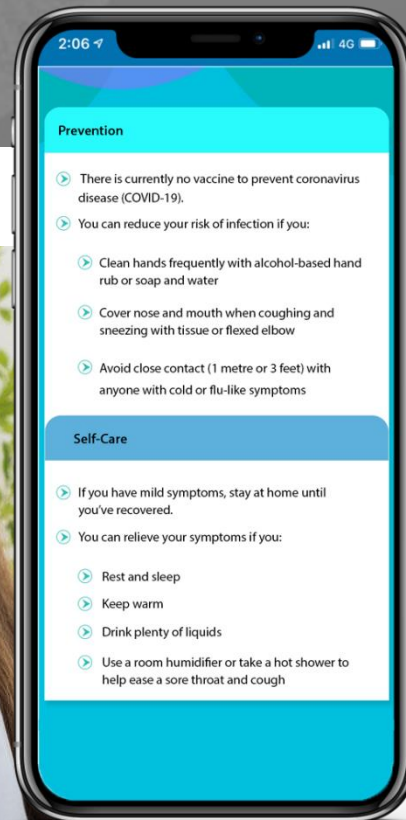 2:06
4G
Prevention
There is currently no vaccine to prevent coronavirus
disease (COVID-19).
You can reduce your risk of infection if you:
Clean hands frequently with alcohol-based hand
rub or soap and water
Cover nose and mouth when coughing and
sneezing with tissue or flexed elbow
Avoid close contact (1 metre or 3 feet) with
anyone with cold or flu-like symptoms
Self-Care
If you have mild symptoms, stay at home until
you've recovered.
You can relieve your symptoms if you:
Rest and sleep
Keep warm
Drink plenty of liquids
Use a room humidifier or take a hot shower to
help ease a sore throat and cough